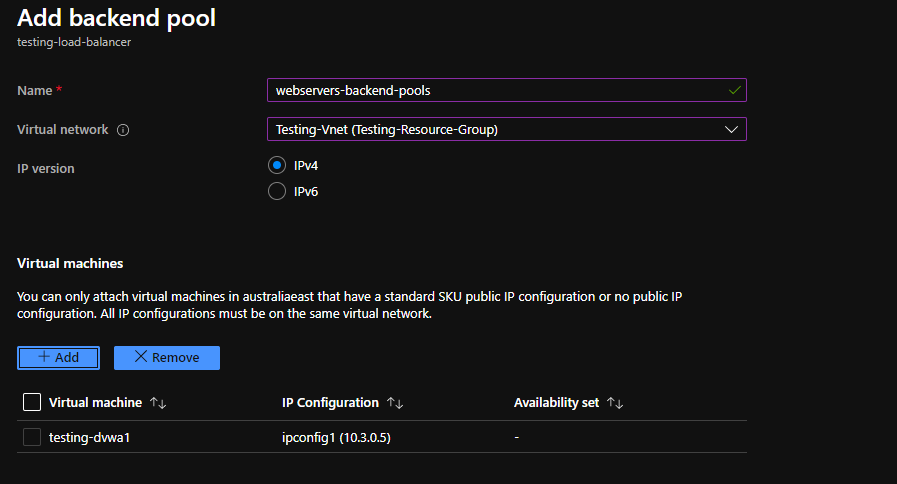 Add backend pool
testing-load-balancer
Name *
webservers-backend-pools
Virtual network
Testing-Vnet (Testing-Resource-Group)
IP version
IPv4
IPv6
Virtual machines
You can only attach virtual machines in australiaeast that have a standard SKU public IP configuration or no public IP
configuration. All IP configurations must be on the same virtual network.
+ Add
Remove
Virtual machine ↑↓ IP Configuration ↑↓ Availability set ↑↓
testing-dvwa1 ipconfig1 (10.3.0.5) -